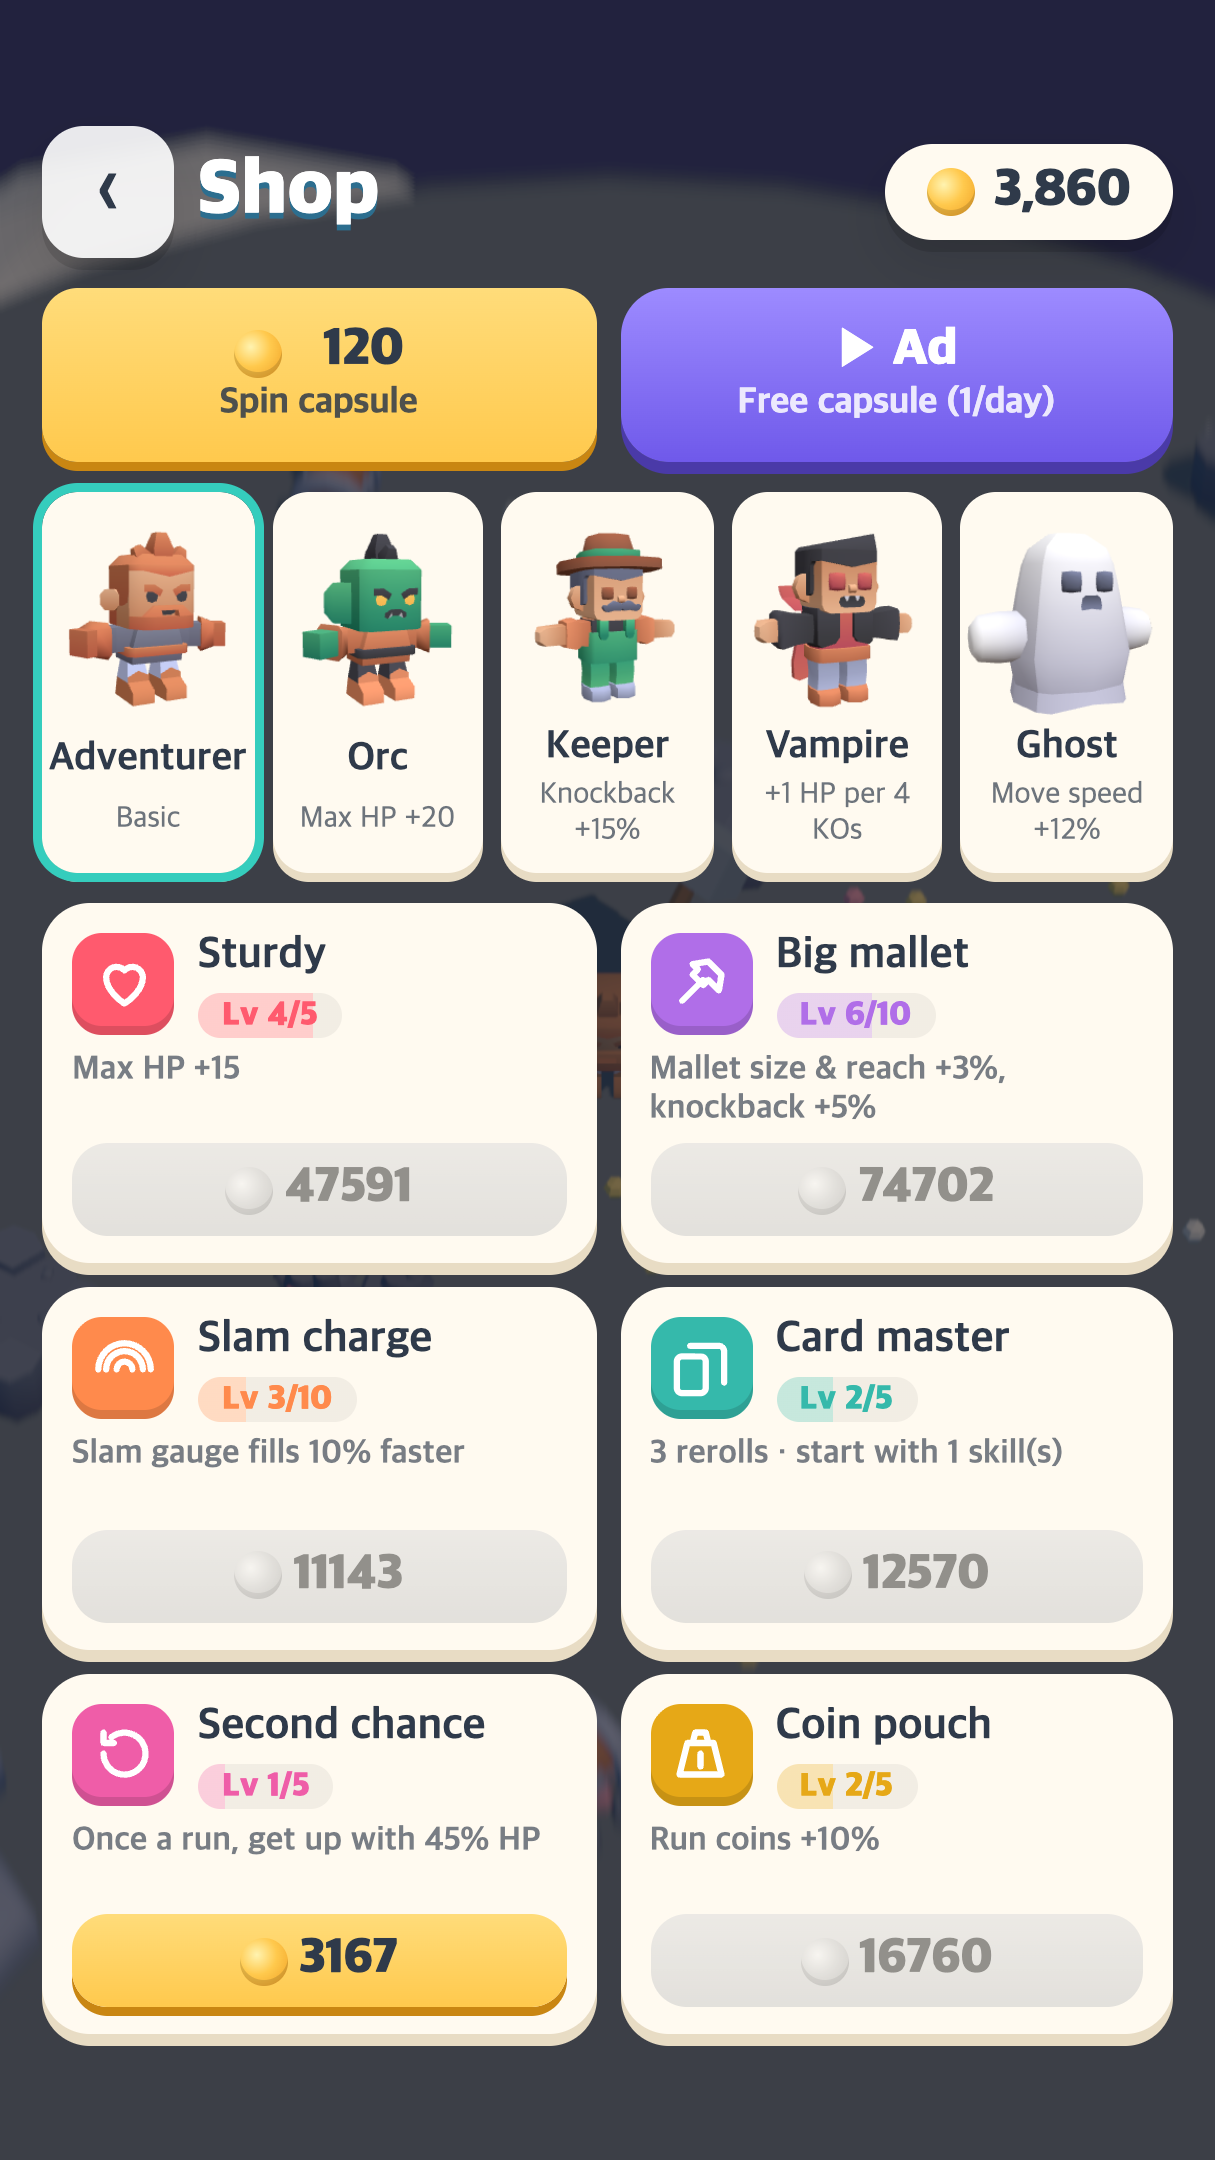 Shop
3,860
120
Spin capsule
Ad
Free capsule (1/day)
Adventurer
Basic
Orc
Max HP +20
Keeper
Knockback
+15%
Vampire
+1 HP per 4
KOs
Ghost
Move speed
+12%
Sturdy
Lv 4/5
Max HP +15
47591
Big mallet
Lv 6/10
Mallet size & reach +3%,
knockback +5%
74702
Slam charge
Lv 3/10
Slam gauge fills 10% faster
11143
Card master
Lv 2/5
3 rerolls · start with 1 skill(s)
12570
Second chance
Lv 1/5
Once a run, get up with 45% HP
3167
Coin pouch
Lv 2/5
Run coins +10%
16760